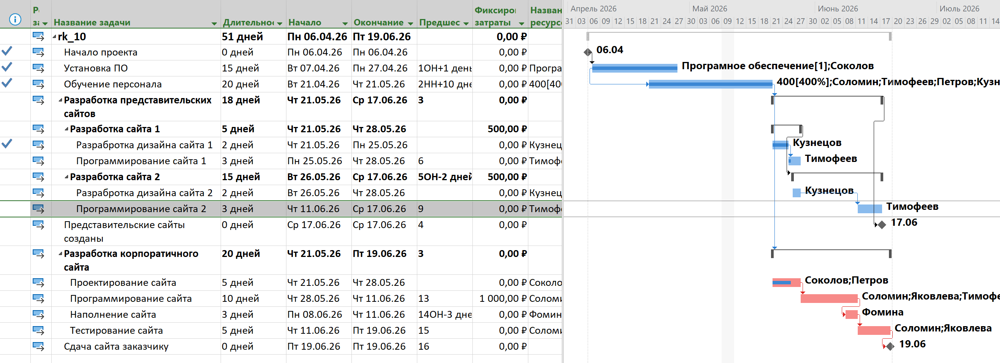 Апрель 2026 Май 2026 Июнь 2026 Июль 2026
Фиксиро Назван
Название задачи Длительнос Начало Окончание Предшес затраты ресурс
31 03 06 09 12 15 18 21 24 27 30 03 06 09 12 15 18 21 24 27 30 02 05 08 11 14 17 20 23 26 29 02 05 08 11 14
rk_10 51 дней Пн 06.04.26 Пт 19.06.26 0,00 ₽
Начало проекта 0 дней Пн 06.04.26 Пн 06.04.26 0,00 ₽ 06.04
Установка ПО 15 дней Вт 07.04.26 Пн 27.04.26 1ОН+1 день 0,00 ₽ Програ Програмное обеспечение[1];Соколов
Обучение персонала 20 дней Вт 21.04.26 Чт 21.05.26 2НН+10 дне 0,00 ₽ 400[40 400[400%];Соломин;Тимофеев;Петров;Кузн
Разработка представительских 18 дней Чт 21.05.26 Ср 17.06.26 3 0,00 ₽
сайтов
Разработка сайта 1 5 дней Чт 21.05.26 Чт 28.05.26 500,00 ₽
Разрабротка дизайна сайта 1 2 дней Чт 21.05.26 Пн 25.05.26 0,00 ₽ Кузнец Кузнецов
Программирование сайта 1 3 дней Пн 25.05.26 Чт 28.05.26 6 0,00 ₽ Тимоф Тимофеев
Разработка сайта 2 15 дней Вт 26.05.26 Ср 17.06.26 5ОН-2 дней 500,00 ₽
Разрабротка дизайна сайта 2 2 дней Вт 26.05.26 Чт 28.05.26 0,00 ₽ Кузнец Кузнецов
Программирование сайта 2 3 дней Чт 11.06.26 Ср 17.06.26 9 0,00 ₽ Тимоф Тимофеев
Представительские сайты 0 дней Ср 17.06.26 Ср 17.06.26 4 0,00 ₽ 17.06
созданы
Разработка корпоратичного 20 дней Чт 21.05.26 Пт 19.06.26 3 0,00 ₽
сайта
Проектирование сайта 5 дней Чт 21.05.26 Чт 28.05.26 0,00 ₽ Соколо Соколов;Петров
Программирование сайта 10 дней Чт 28.05.26 Чт 11.06.26 13 1 000,00 ₽ Соломи Соломин;Яковлева;Тимофе
Наполнение сайта 3 дней Пн 08.06.26 Чт 11.06.26 14ОН-3 дне 0,00 ₽ Фомин Фомина
Тестирование сайта 5 дней Чт 11.06.26 Пт 19.06.26 15 0,00 ₽ Соломи Соломин;Яковлева
Сдача сайта заказчику 0 дней Пт 19.06.26 Пт 19.06.26 16 0,00 ₽ 19.06